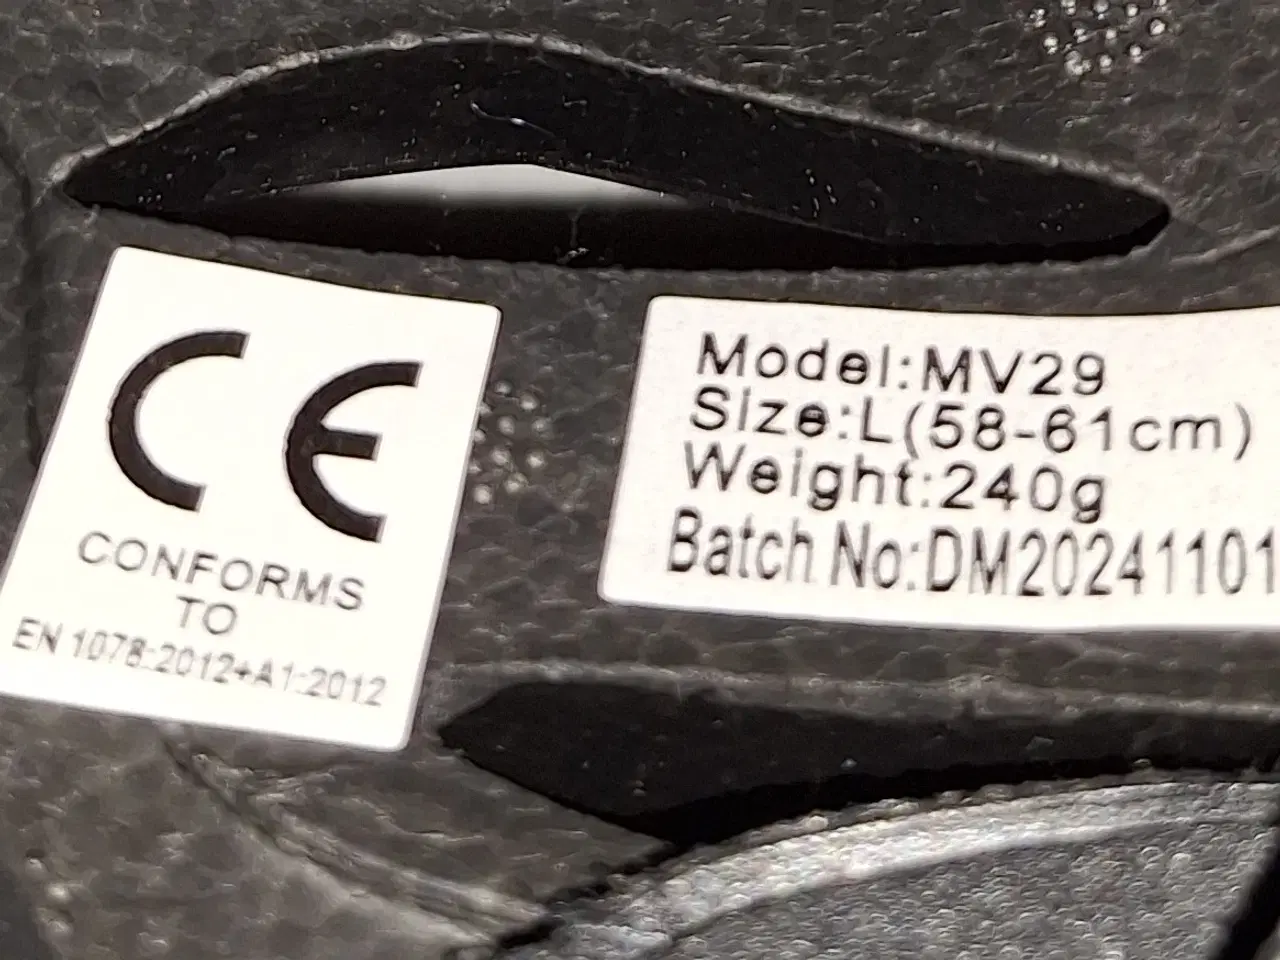 CE
CONFORMS
TO
EN 1078:2012+A1:2012
Model:MV29
Size:L(58-61cm)
Weight:240g
Batch No:DM20241101